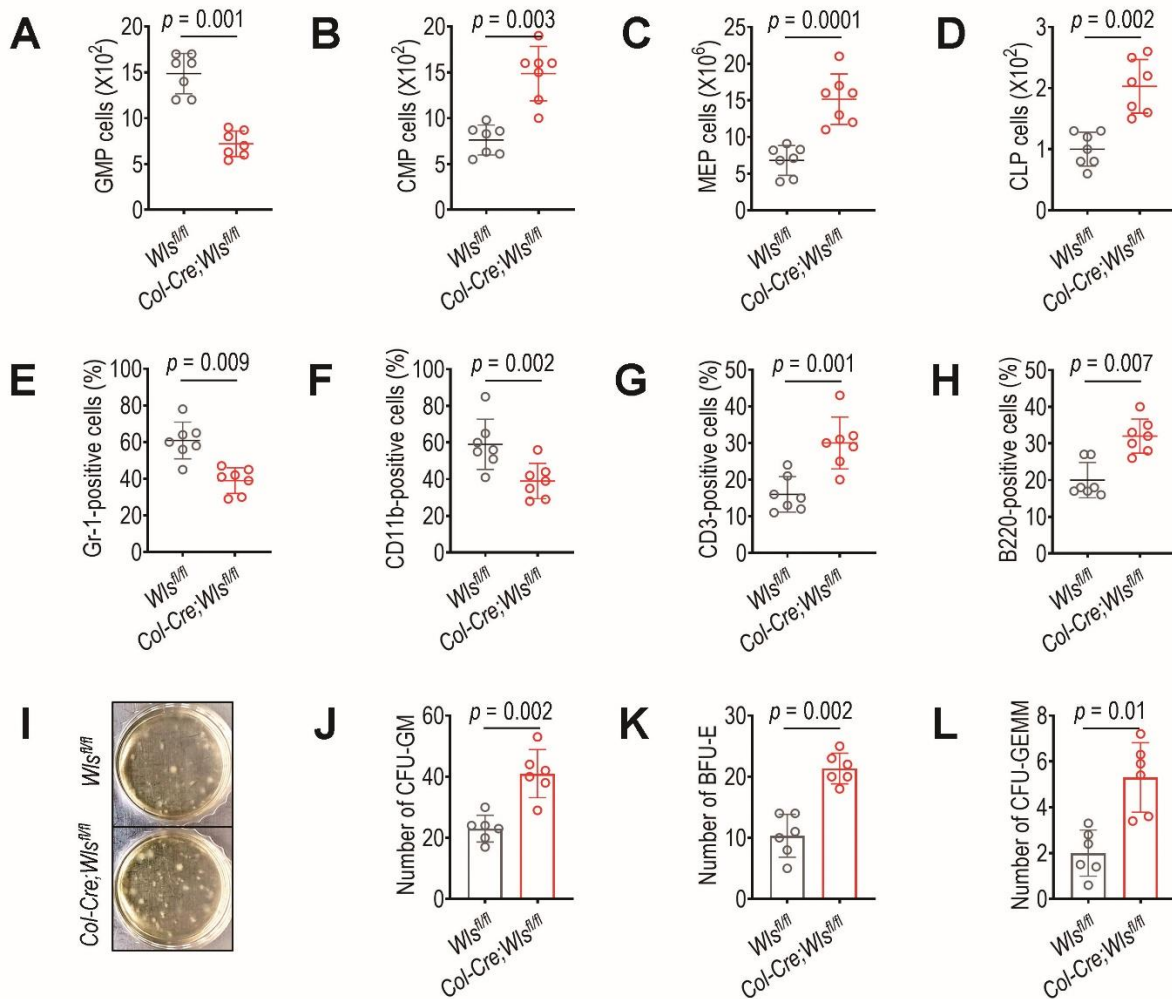 A
GMP cells (X10²)
p = 0.001
20
15
10
5
0
Wls^fl/fl
Col-Cre;Wls^fl/fl
B
CMP cells (X10²)
p = 0.003
20
15
10
5
0
Wls^fl/fl
Col-Cre;Wls^fl/fl
C
MEP cells (X10⁶)
p = 0.0001
25
20
15
10
5
0
Wls^fl/fl
Col-Cre;Wls^fl/fl
D
CLP cells (X10²)
p = 0.002
3
2
1
0
Wls^fl/fl
Col-Cre;Wls^fl/fl
E
Gr-1-positive cells (%)
p = 0.009
100
80
60
40
20
0
Wls^fl/fl
Col-Cre;Wls^fl/fl
F
CD11b-positive cells (%)
p = 0.002
100
80
60
40
20
0
Wls^fl/fl
Col-Cre;Wls^fl/fl
G
CD3-positive cells (%)
p = 0.001
50
40
30
20
10
0
Wls^fl/fl
Col-Cre;Wls^fl/fl
H
B220-positive cells (%)
p = 0.007
50
40
30
20
10
0
Wls^fl/fl
Col-Cre;Wls^fl/fl
I
Wls^fl/fl
Col-Cre;Wls^fl/fl
J
Number of CFU-GM
p = 0.002
60
40
20
0
Wls^fl/fl
Col-Cre;Wls^fl/fl
K
Number of BFU-E
p = 0.002
30
20
10
0
Wls^fl/fl
Col-Cre;Wls^fl/fl
L
Number of CFU-GEMM
p = 0.01
8
6
4
2
0
Wls^fl/fl
Col-Cre;Wls^fl/fl